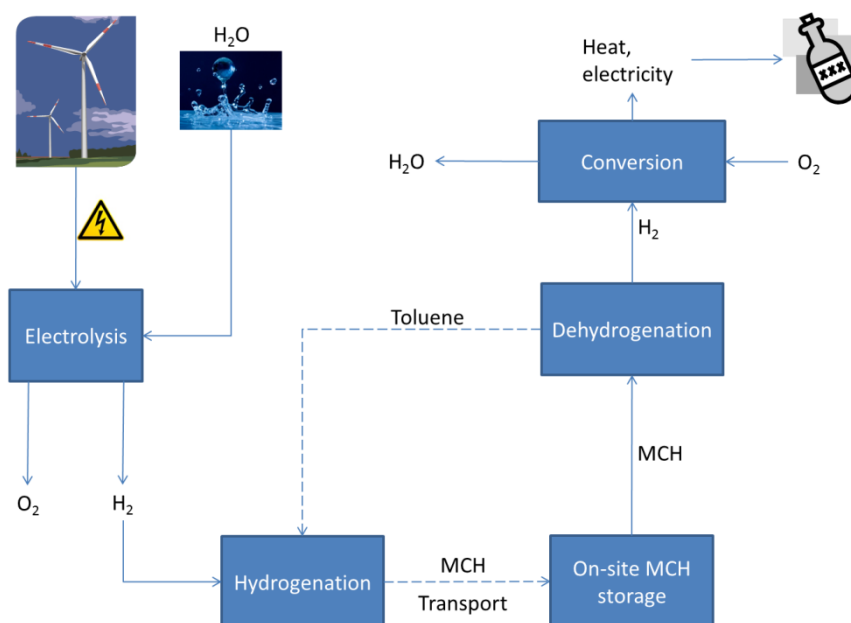 H₂O
Heat,
electricity
XXX
H₂O
Conversion
O₂
H₂
Electrolysis
Toluene
Dehydrogenation
O₂
H₂
MCH
Hydrogenation
MCH
Transport
On-site MCH
storage